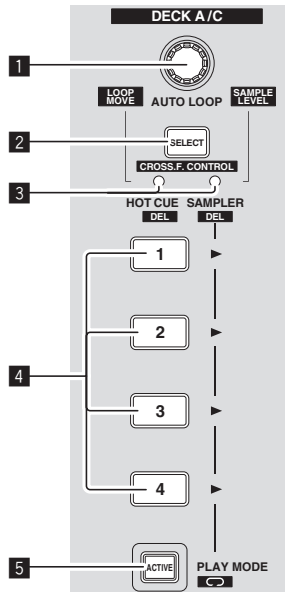 DECK A/C
1
LOOP MOVE
AUTO LOOP
SAMPLE LEVEL
2
SELECT
CROSS.F. CONTROL
3
HOT CUE SAMPLER
DEL DEL
1
2
4
3
4
5
ACTIVE
PLAY MODE